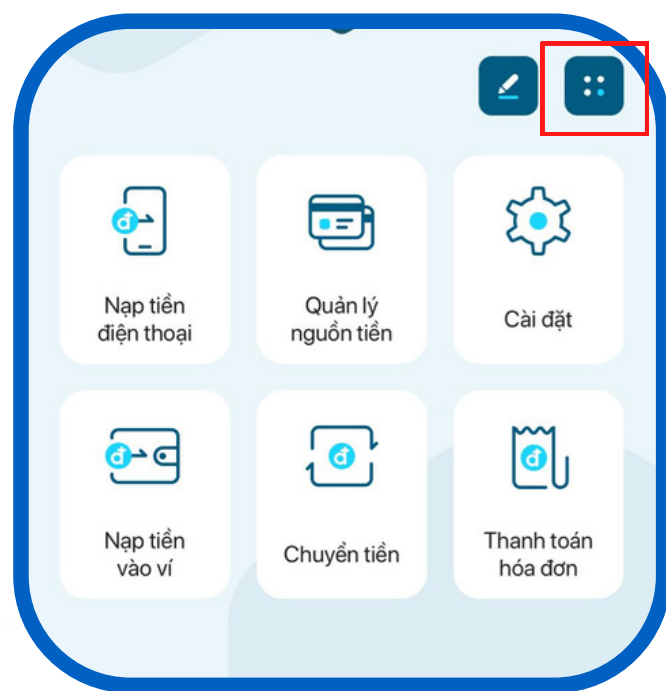 Nạp tiền
điện thoại
Quản lý
nguồn tiền
Cài đặt
Nạp tiền
vào ví
Chuyển tiền
Thanh toán
hóa đơn